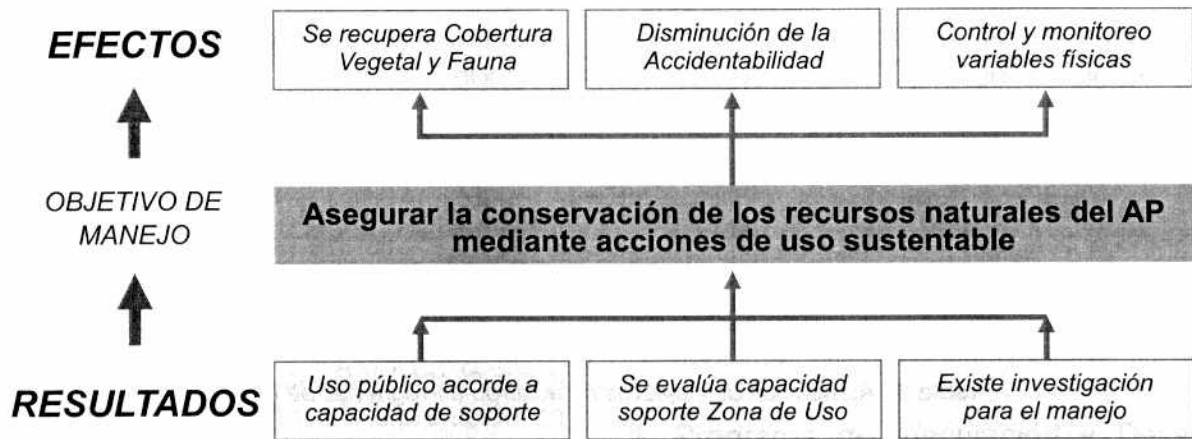 EFECTOS
Se recupera Cobertura
Vegetal y Fauna
Disminución de la
Accidentabilidad
Control y monitoreo
variables físicas
OBJETIVO DE
MANEJO
Asegurar la conservación de los recursos naturales del AP
mediante acciones de uso sustentable
RESULTADOS
Uso público acorde a
capacidad de soporte
Se evalúa capacidad
soporte Zona de Uso
Existe investigación
para el manejo